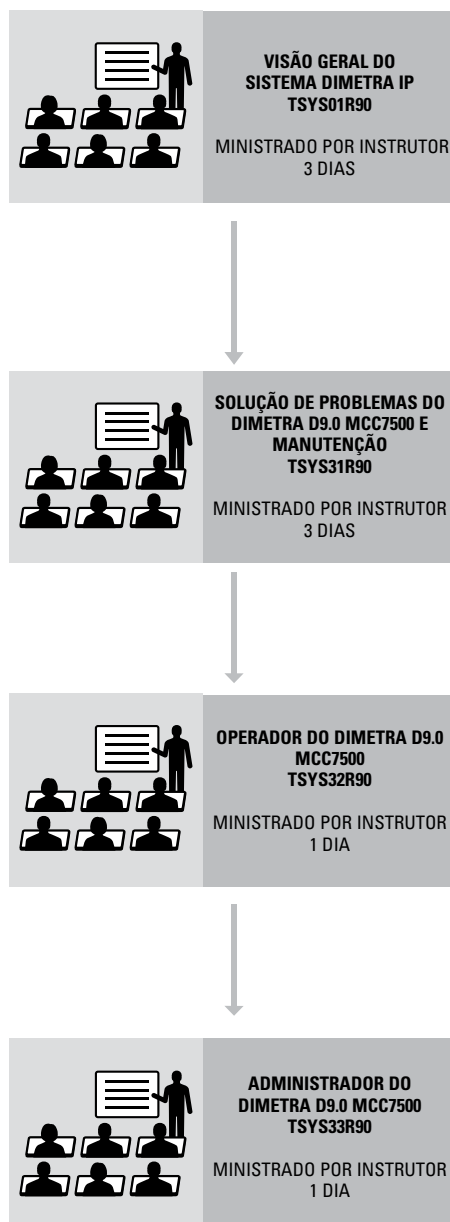 VISÃO GERAL DO
SISTEMA DIMETRA IP
TSYS01R90
MINISTRADO POR INSTRUTOR
3 DIAS
SOLUÇÃO DE PROBLEMAS DO
DIMETRA D9.0 MCC7500 E
MANUTENÇÃO
TSYS31R90
MINISTRADO POR INSTRUTOR
3 DIAS
OPERADOR DO DIMETRA D9.0
MCC7500
TSYS32R90
MINISTRADO POR INSTRUTOR
1 DIA
ADMINISTRADOR DO
DIMETRA D9.0 MCC7500
TSYS33R90
MINISTRADO POR INSTRUTOR
1 DIA